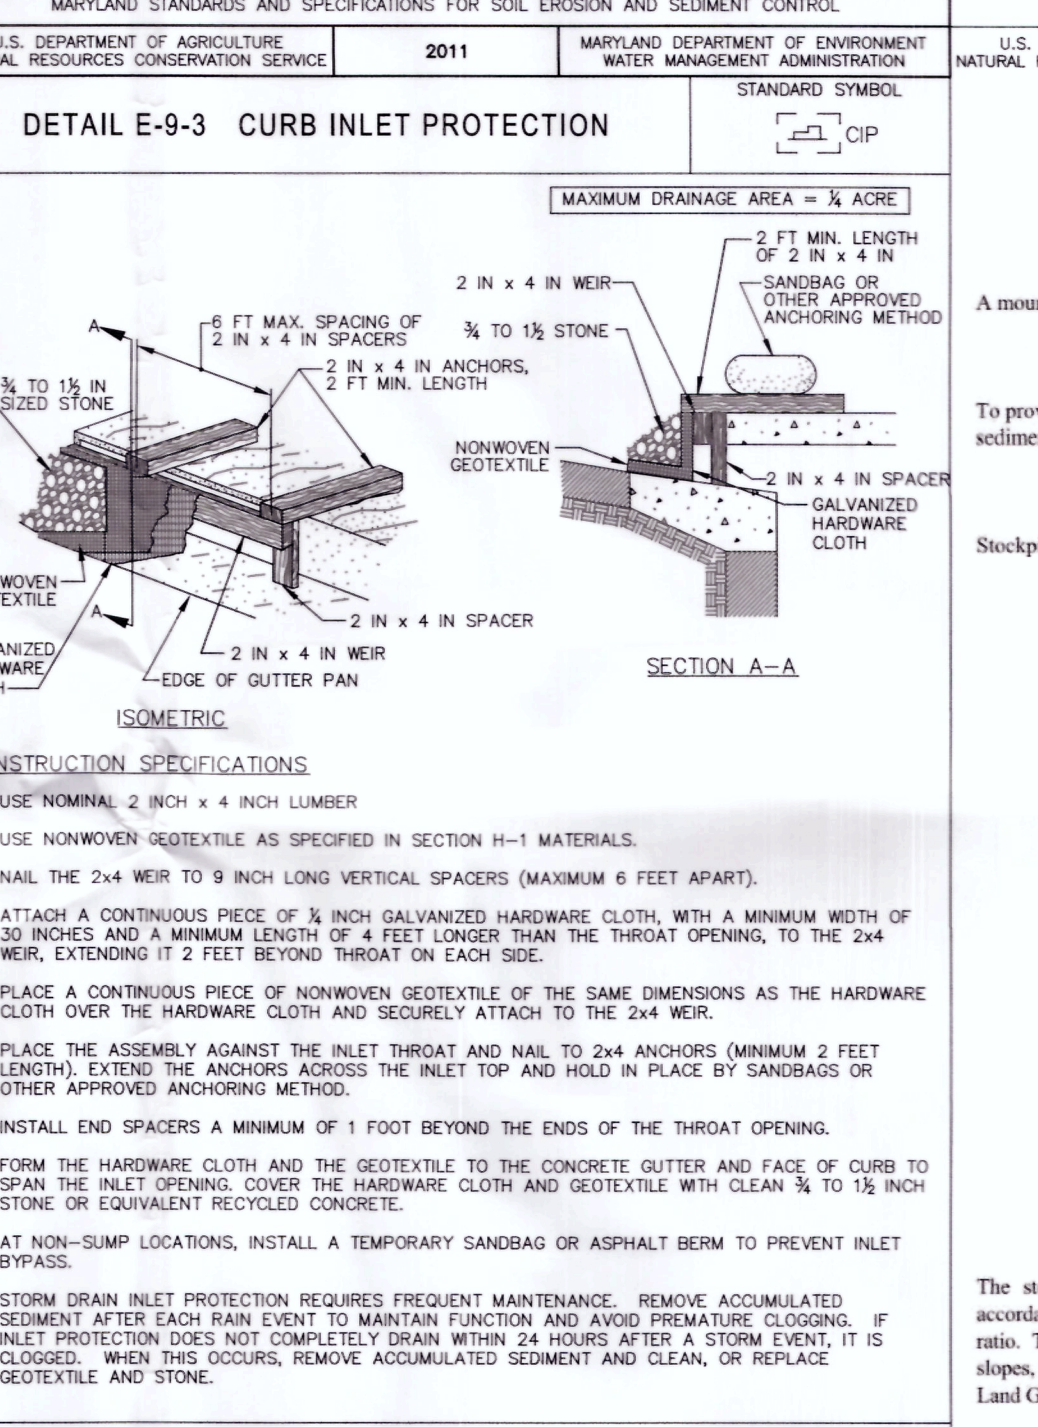 MARYLAND STANDARDS AND SPECIFICATIONS FOR SOIL EROSION AND SEDIMENT CONTROL
U.S. DEPARTMENT OF AGRICULTURE
AL RESOURCES CONSERVATION SERVICE
2011
MARYLAND DEPARTMENT OF ENVIRONMENT
WATER MANAGEMENT ADMINISTRATION
U.S.
NATURAL
DETAIL E-9-3 CURB INLET PROTECTION
STANDARD SYMBOL
CIP
MAXIMUM DRAINAGE AREA = ¼ ACRE
2 FT MIN. LENGTH
OF 2 IN x 4 IN
2 IN x 4 IN WEIR
SANDBAG OR
OTHER APPROVED
ANCHORING METHOD
¾ TO 1½ STONE
NONWOVEN
GEOTEXTILE
2 IN x 4 IN SPACER
GALVANIZED
HARDWARE
CLOTH
SECTION A-A
A
6 FT MAX. SPACING OF
2 IN x 4 IN SPACERS
2 IN x 4 IN ANCHORS,
2 FT MIN. LENGTH
¾ TO 1½ IN
SIZED STONE
WOVEN
EXTILE
A
ANIZED
WARE
H
2 IN x 4 IN SPACER
2 IN x 4 IN WEIR
EDGE OF GUTTER PAN
ISOMETRIC
NSTRUCTION SPECIFICATIONS
USE NOMINAL 2 INCH x 4 INCH LUMBER
USE NONWOVEN GEOTEXTILE AS SPECIFIED IN SECTION H-1 MATERIALS.
NAIL THE 2x4 WEIR TO 9 INCH LONG VERTICAL SPACERS (MAXIMUM 6 FEET APART).
ATTACH A CONTINUOUS PIECE OF ¼ INCH GALVANIZED HARDWARE CLOTH, WITH A MINIMUM WIDTH OF
30 INCHES AND A MINIMUM LENGTH OF 4 FEET LONGER THAN THE THROAT OPENING, TO THE 2x4
WEIR, EXTENDING IT 2 FEET BEYOND THROAT ON EACH SIDE.
PLACE A CONTINUOUS PIECE OF NONWOVEN GEOTEXTILE OF THE SAME DIMENSIONS AS THE HARDWARE
CLOTH OVER THE HARDWARE CLOTH AND SECURELY ATTACH TO THE 2x4 WEIR.
PLACE THE ASSEMBLY AGAINST THE INLET THROAT AND NAIL TO 2x4 ANCHORS (MINIMUM 2 FEET
LENGTH). EXTEND THE ANCHORS ACROSS THE INLET TOP AND HOLD IN PLACE BY SANDBAGS OR
OTHER APPROVED ANCHORING METHOD.
INSTALL END SPACERS A MINIMUM OF 1 FOOT BEYOND THE ENDS OF THE THROAT OPENING.
FORM THE HARDWARE CLOTH AND THE GEOTEXTILE TO THE CONCRETE GUTTER AND FACE OF CURB TO
SPAN THE INLET OPENING. COVER THE HARDWARE CLOTH AND GEOTEXTILE WITH CLEAN ¾ TO 1½ INCH
STONE OR EQUIVALENT RECYCLED CONCRETE.
AT NON-SUMP LOCATIONS, INSTALL A TEMPORARY SANDBAG OR ASPHALT BERM TO PREVENT INLET
BYPASS.
STORM DRAIN INLET PROTECTION REQUIRES FREQUENT MAINTENANCE. REMOVE ACCUMULATED
SEDIMENT AFTER EACH RAIN EVENT TO MAINTAIN FUNCTION AND AVOID PREMATURE CLOGGING. IF
INLET PROTECTION DOES NOT COMPLETELY DRAIN WITHIN 24 HOURS AFTER A STORM EVENT, IT IS
CLOGGED. WHEN THIS OCCURS, REMOVE ACCUMULATED SEDIMENT AND CLEAN, OR REPLACE
GEOTEXTILE AND STONE.
A mour
To prov
sedime
Stockp
The st
accorda
ratio. T
slopes,
Land G